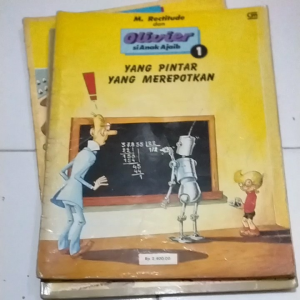 M. Rectitude
dan
Olivier
si Anak Ajaib
1
YANG PINTAR
YANG MEREPOTKAN